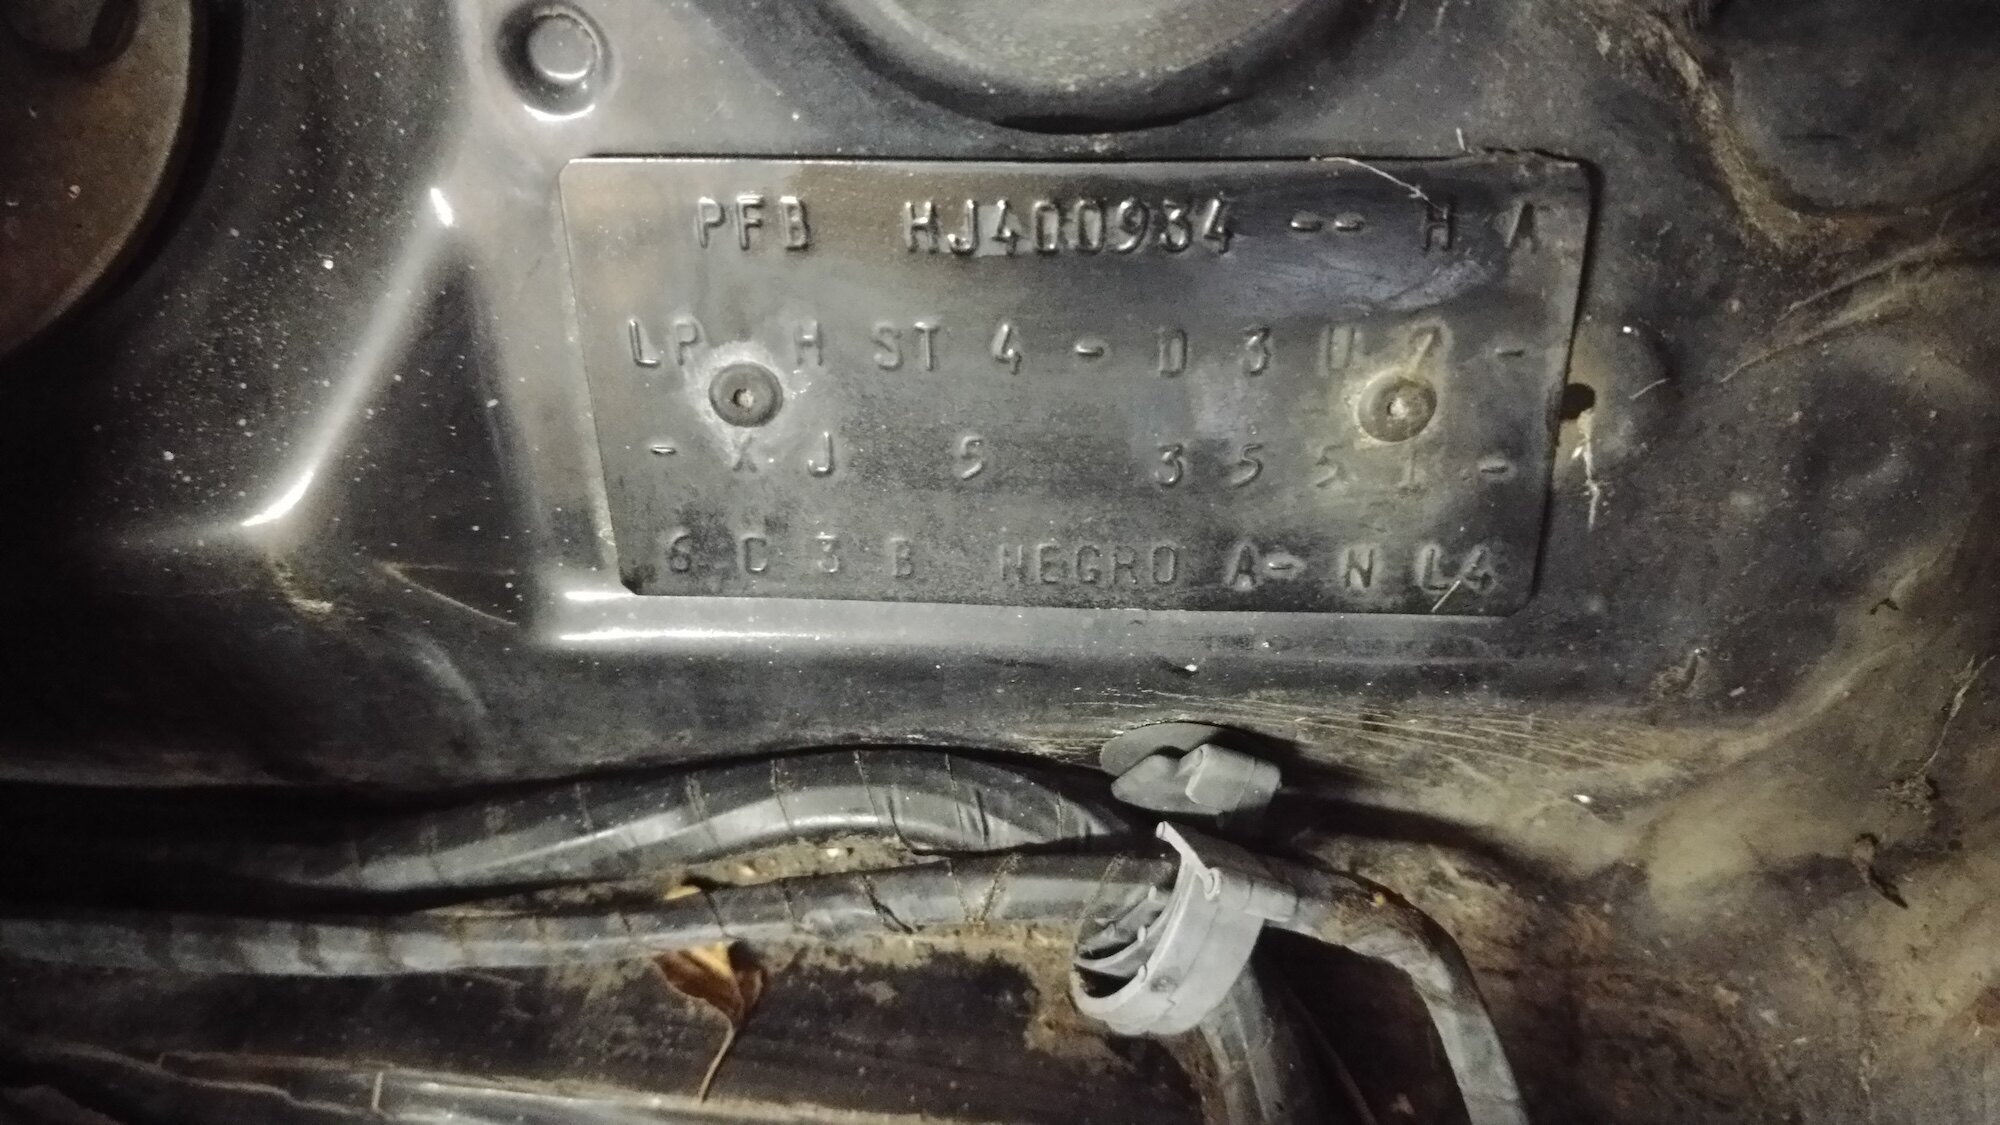 PFB HJ400934 -- H A
LP H ST 4 - D 3 U ? -
- X J 5 3 5 5 1 -
6 C 3 B NEGRO A- N L4